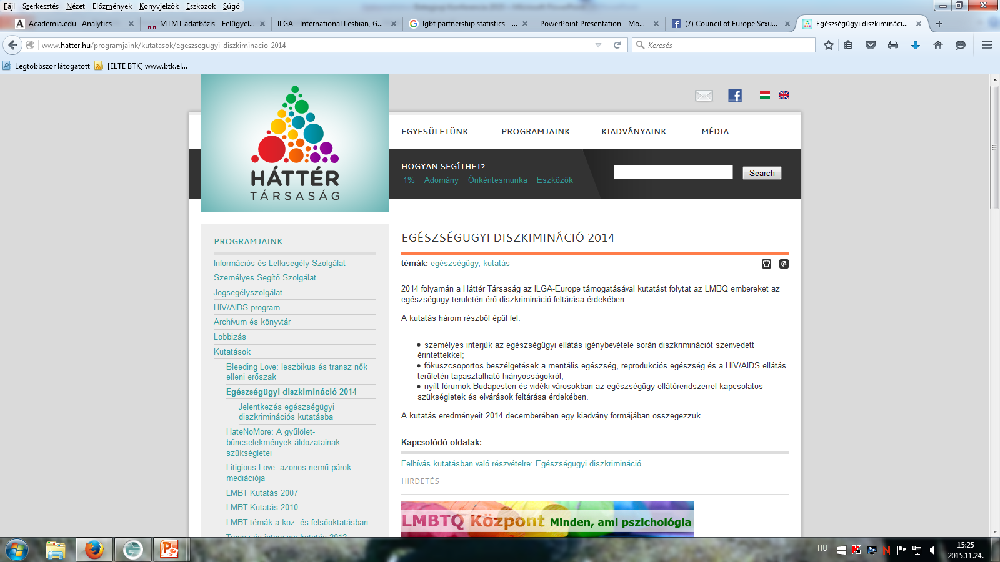 Fájl Szerkesztés Nézet Előzmények Könyvjelzők Eszközök Súgó
Academia.edu | Analytics
MTMT adatbázis - Felügyel...
ILGA - International Lesbian, G...
lgbt partnership statistics - ...
PowerPoint Presentation - Mo...
(7) Council of Europe Sexu...
Egészségügyi diszkimináci...
www.hatter.hu/programjaink/kutatasok/egeszsegugyi-diszkiminacio-2014
Keresés
Legtöbbször látogatott
[ELTE BTK] www.btk.el...
HÁTTÉR
TÁRSASÁG
EGYESÜLETÜNK PROGRAMJAINK KIADVÁNYAINK MÉDIA
HOGYAN SEGÍTHET?
1% Adomány Önkéntesmunka Eszközök
Search
PROGRAMJAINK
Információs és Lelkisegély Szolgálat
Személyes Segítő Szolgálat
Jogsegélyszolgálat
HIV/AIDS program
Archívum és könyvtár
Lobbizás
Kutatások
Bleeding Love: leszbikus és transz nők
elleni erőszak
Egészségügyi diszkimináció 2014
Jelentkezés egészségügyi
diszkriminációs kutatásba
HateNoMore: A gyűlölet-
bűncselekmények áldozatainak
szükségletei
Litigious Love: azonos nemű párok
mediációja
LMBT Kutatás 2007
LMBT Kutatás 2010
LMBT témák a köz- és felsőoktatásban
Transz és interszex kutatás 2012
EGÉSZSÉGÜGYI DISZKIMINÁCIÓ 2014
témák: egészségügy, kutatás
2014 folyamán a Háttér Társaság az ILGA-Europe támogatásával kutatást folytat az LMBQ embereket az
egészségügy területén érő diszkrimináció feltárása érdekében.
A kutatás három részből épül fel:
• személyes interjúk az egészségügyi ellátás igénybevétele során diszkriminációt szenvedett
érintettekkel;
• fókuszcsoportos beszélgetések a mentális egészség, reprodukciós egészség és a HIV/AIDS ellátás
területén tapasztalható hiányosságokról;
• nyílt fórumok Budapesten és vidéki városokban az egészségügy ellátórendszerrel kapcsolatos
szükségletek és elvárások feltárása érdekében.
A kutatás eredményeit 2014 decemberében egy kiadvány formájában összegezzük.
Kapcsolódó oldalak:
Felhívás kutatásban való részvételre: Egészségügyi diszkrimináció
HIRDETÉS
LMBTQ Központ Minden, ami pszichológia
HU
15:25
2015.11.24.